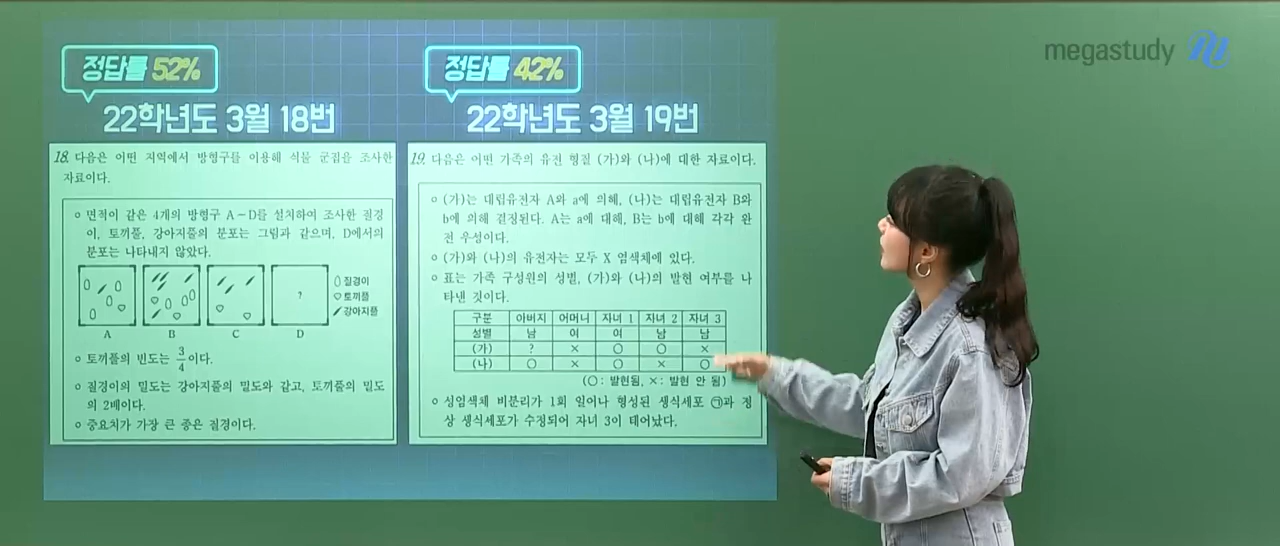 정답률 52%
22학년도 3월 18번
18. 다음은 어떤 지역에서 방형구를 이용해 식물 군집을 조사한
자료이다.
○ 면적이 같은 4개의 방형구 A~D를 설치하여 조사한 질경
이, 토끼풀, 강아지풀의 분포는 그림과 같으며, D에서의
분포는 나타내지 않았다.
?
질경이
토끼풀
강아지풀
A B C D
○ 토끼풀의 빈도는 3/4이다.
○ 질경이의 밀도는 강아지풀의 밀도와 같고, 토끼풀의 밀도
의 2배이다.
○ 중요치가 가장 큰 종은 질경이다.
정답률 42%
22학년도 3월 19번
19. 다음은 어떤 가족의 유전 형질 (가)와 (나)에 대한 자료이다.
○ (가)는 대립유전자 A와 a에 의해, (나)는 대립유전자 B와
b에 의해 결정된다. A는 a에 대해, B는 b에 대해 각각 완
전 우성이다.
○ (가)와 (나)의 유전자는 모두 X 염색체에 있다.
○ 표는 가족 구성원의 성별, (가)와 (나)의 발현 여부를 나
타낸 것이다.
구분 아버지 어머니 자녀 1 자녀 2 자녀 3
성별 남 여 여 남 남
(가) ? × ○ ○ ×
(나) ○ × ○ × ○
(○: 발현됨, ×: 발현 안 됨)
○ 성염색체 비분리가 1회 일어나 형성된 생식세포 ㉠과 정
상 생식세포가 수정되어 자녀 3이 태어났다.
megastudy